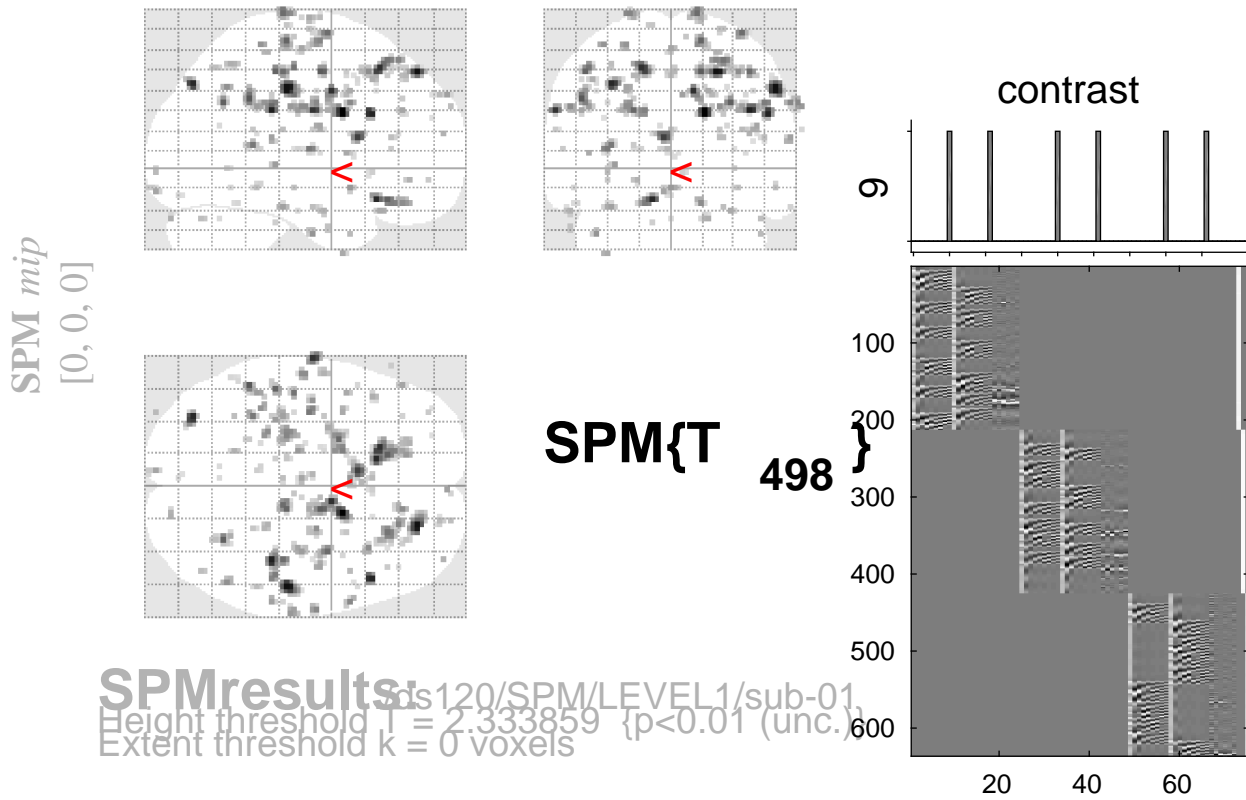 contrast
9
SPM mip
[0, 0, 0]
<
<
<
SPM{T498}
100
200
300
400
500
600
20 40 60
SPMresults: /ds120/SPM/LEVEL1/sub-01
Height threshold T = 2.333859 {p<0.01 (unc.)}
Extent threshold k = 0 voxels